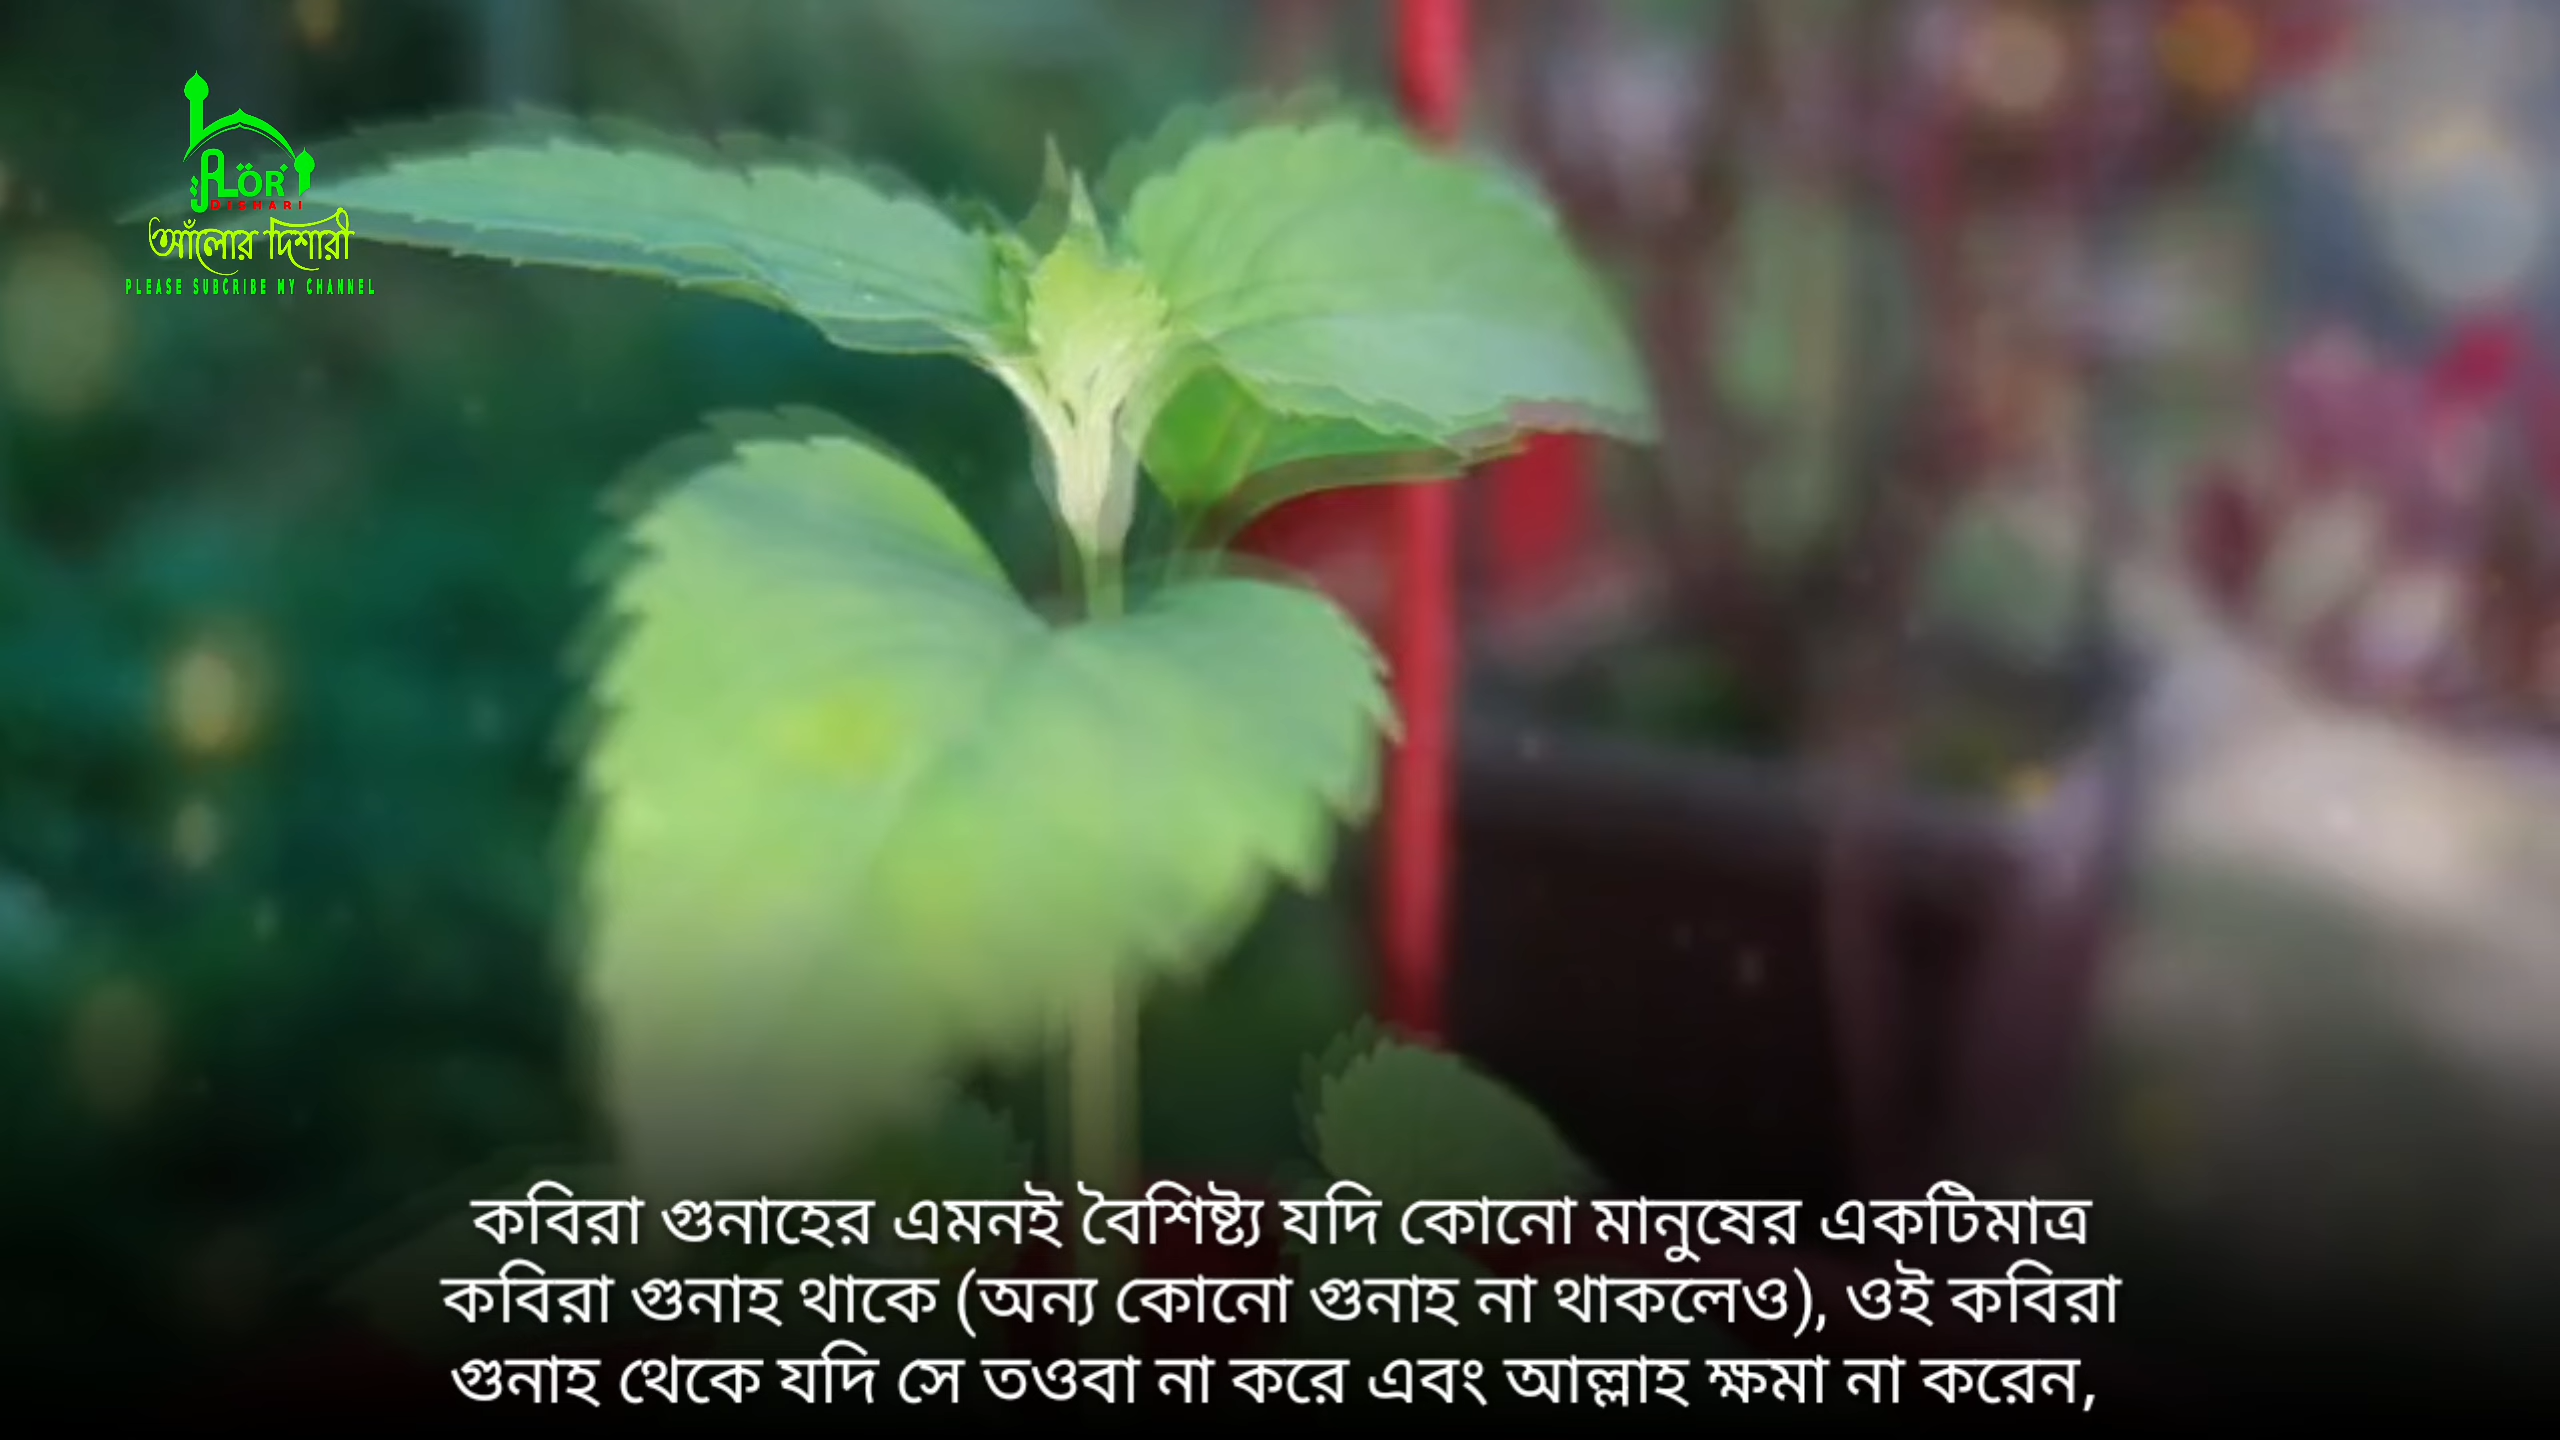 ALOR
DISHARI
আঁলোর দিশারী
PLEASE SUBCRIBE MY CHANNEL
কবিরা গুনাহের এমনই বৈশিষ্ট্য যদি কোনো মানুষের একটিমাত্র
কবিরা গুনাহ থাকে (অন্য কোনো গুনাহ না থাকলেও), ওই কবিরা
গুনাহ থেকে যদি সে তওবা না করে এবং আল্লাহ ক্ষমা না করেন,